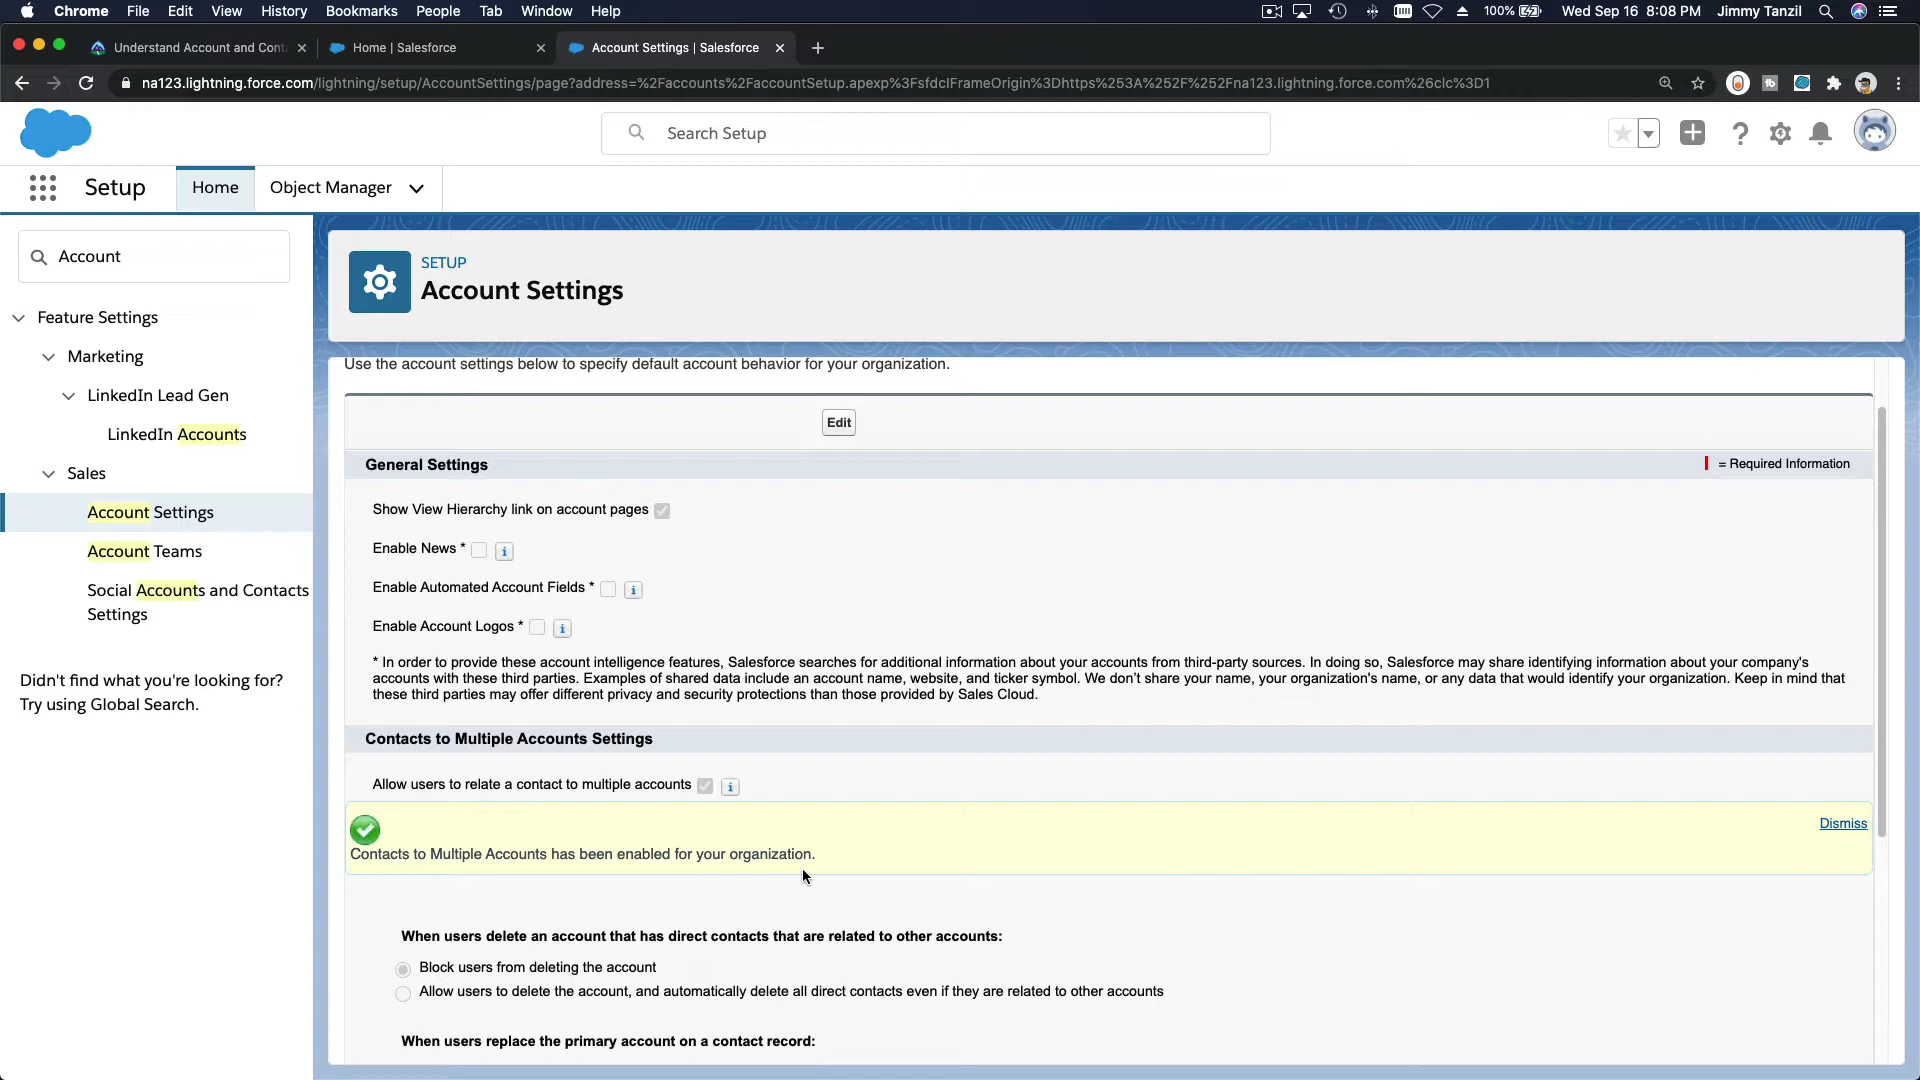 Chrome File Edit View History Bookmarks People Tab Window Help
100% Wed Sep 16 8:08 PM Jimmy Tanzil
Understand Account and Cont
Home | Salesforce
Account Settings | Salesforce
na123.lightning.force.com/lightning/setup/AccountSettings/page?address=%2Faccounts%2FaccountSetup.apexp%3FsfdcIFrameOrigin%3Dhttps%253A%252F%252Fna123.lightning.force.com%26clc%3D1
Search Setup
Setup
Home
Object Manager
Account
Feature Settings
Marketing
LinkedIn Lead Gen
LinkedIn Accounts
Sales
Account Settings
Account Teams
Social Accounts and Contacts
Settings
Didn't find what you're looking for?
Try using Global Search.
SETUP
Account Settings
Use the account settings below to specify default account behavior for your organization.
Edit
General Settings
= Required Information
Show View Hierarchy link on account pages
Enable News *
Enable Automated Account Fields *
Enable Account Logos *
* In order to provide these account intelligence features, Salesforce searches for additional information about your accounts from third-party sources. In doing so, Salesforce may share identifying information about your company's
accounts with these third parties. Examples of shared data include an account name, website, and ticker symbol. We don't share your name, your organization's name, or any data that would identify your organization. Keep in mind that
these third parties may offer different privacy and security protections than those provided by Sales Cloud.
Contacts to Multiple Accounts Settings
Allow users to relate a contact to multiple accounts
Dismiss
Contacts to Multiple Accounts has been enabled for your organization.
When users delete an account that has direct contacts that are related to other accounts:
Block users from deleting the account
Allow users to delete the account, and automatically delete all direct contacts even if they are related to other accounts
When users replace the primary account on a contact record: